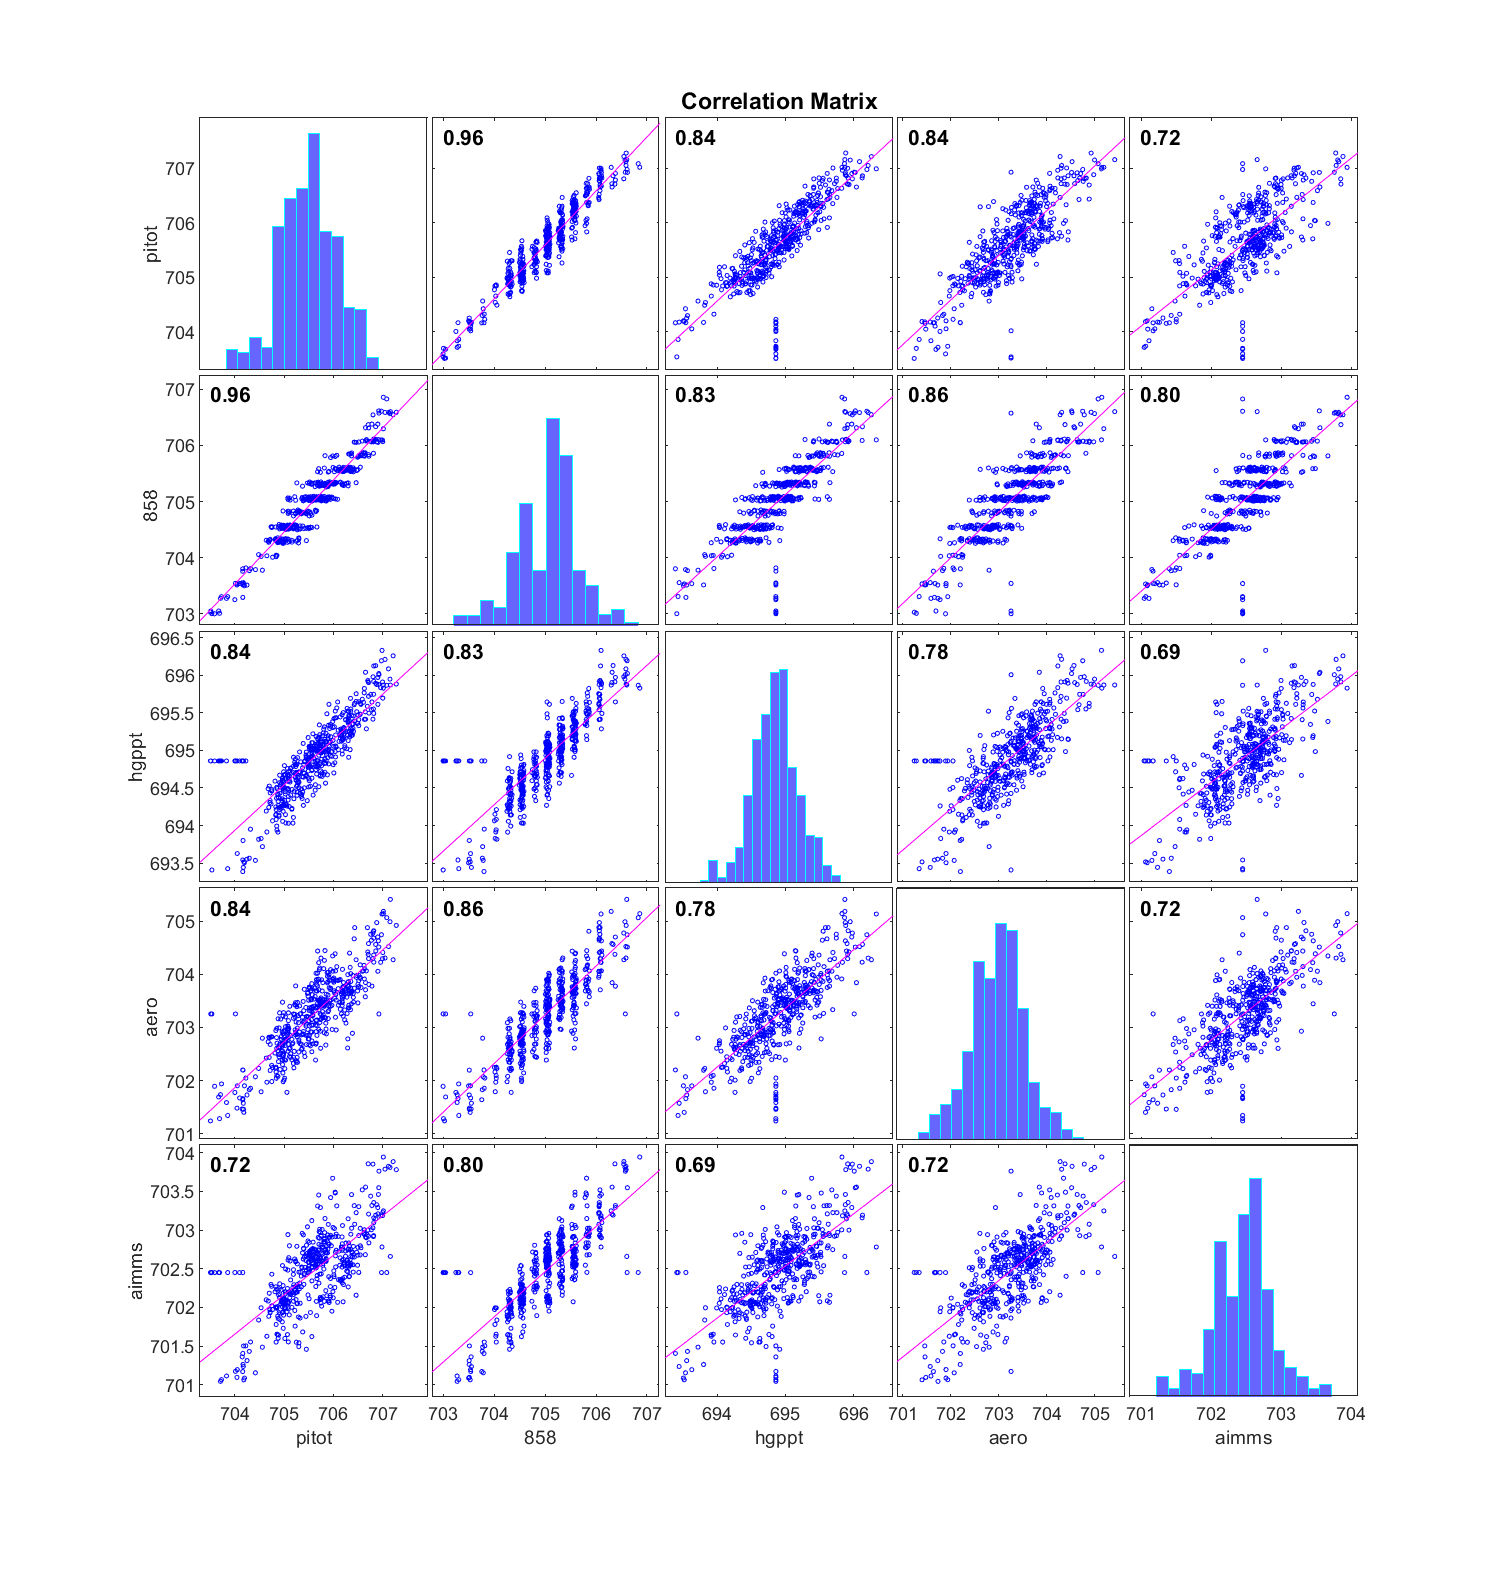 Correlation Matrix
0.96 0.84 0.84 0.72
707
706
705
704
pitot
0.96 0.83 0.86 0.80
707
706
705
704
703
858
0.84 0.83 0.78 0.69
696.5
696
695.5
695
694.5
694
693.5
hgppt
0.84 0.86 0.78 0.72
705
704
703
702
701
aero
0.72 0.80 0.69 0.72
704
703.5
703
702.5
702
701.5
701
aimms
704 705 706 707 703 704 705 706 707 694 695 696 701 702 703 704 705 701 702 703 704
pitot 858 hgppt aero aimms